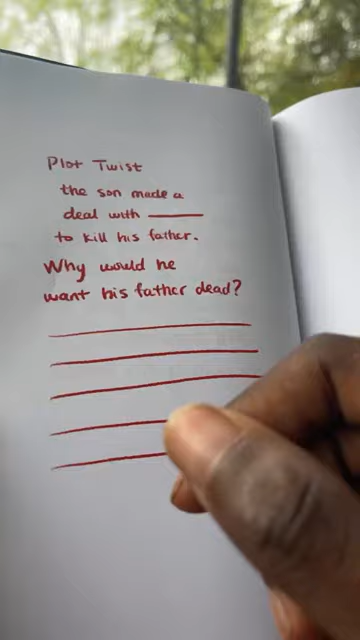 Plot Twist
the son made a
deal with
to kill his father.
Why would he
want his father dead?